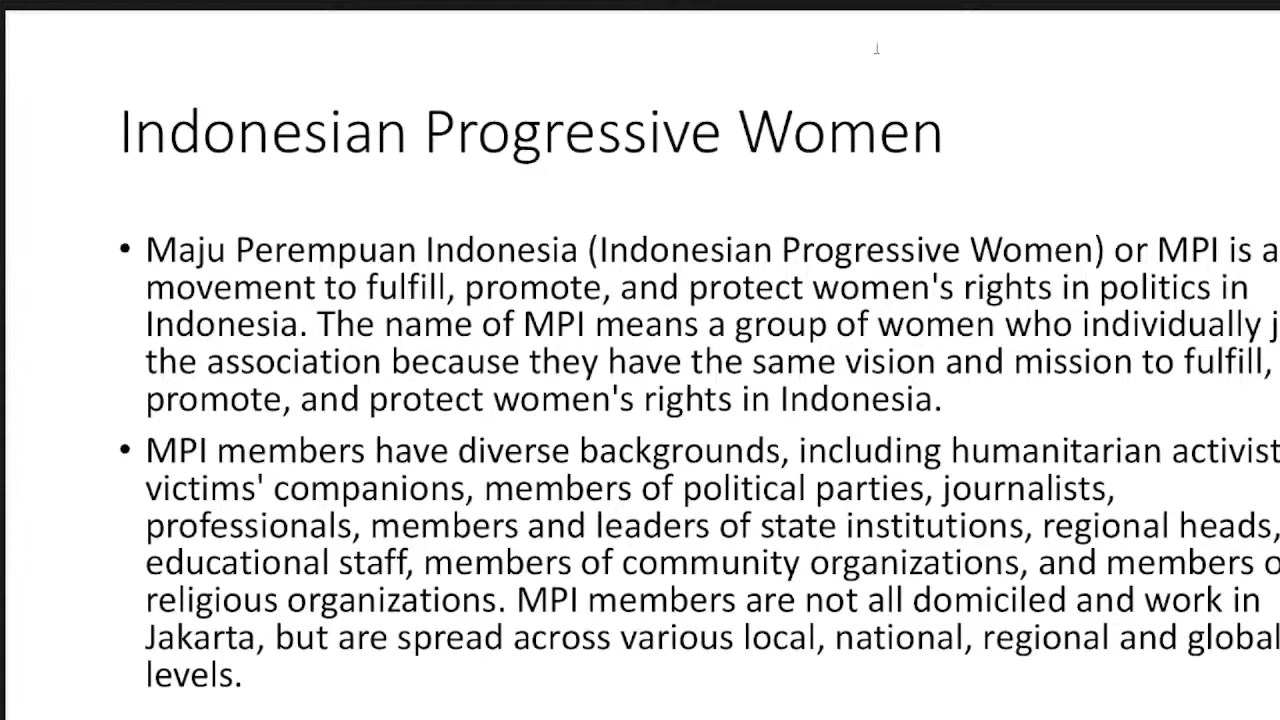 Indonesian Progressive Women
• Maju Perempuan Indonesia (Indonesian Progressive Women) or MPI is a
movement to fulfill, promote, and protect women's rights in politics in
Indonesia. The name of MPI means a group of women who individually
the association because they have the same vision and mission to fulfill,
promote, and protect women's rights in Indonesia.
• MPI members have diverse backgrounds, including humanitarian activist
victims' companions, members of political parties, journalists,
professionals, members and leaders of state institutions, regional heads,
educational staff, members of community organizations, and members
religious organizations. MPI members are not all domiciled and work in
Jakarta, but are spread across various local, national, regional and global
levels.